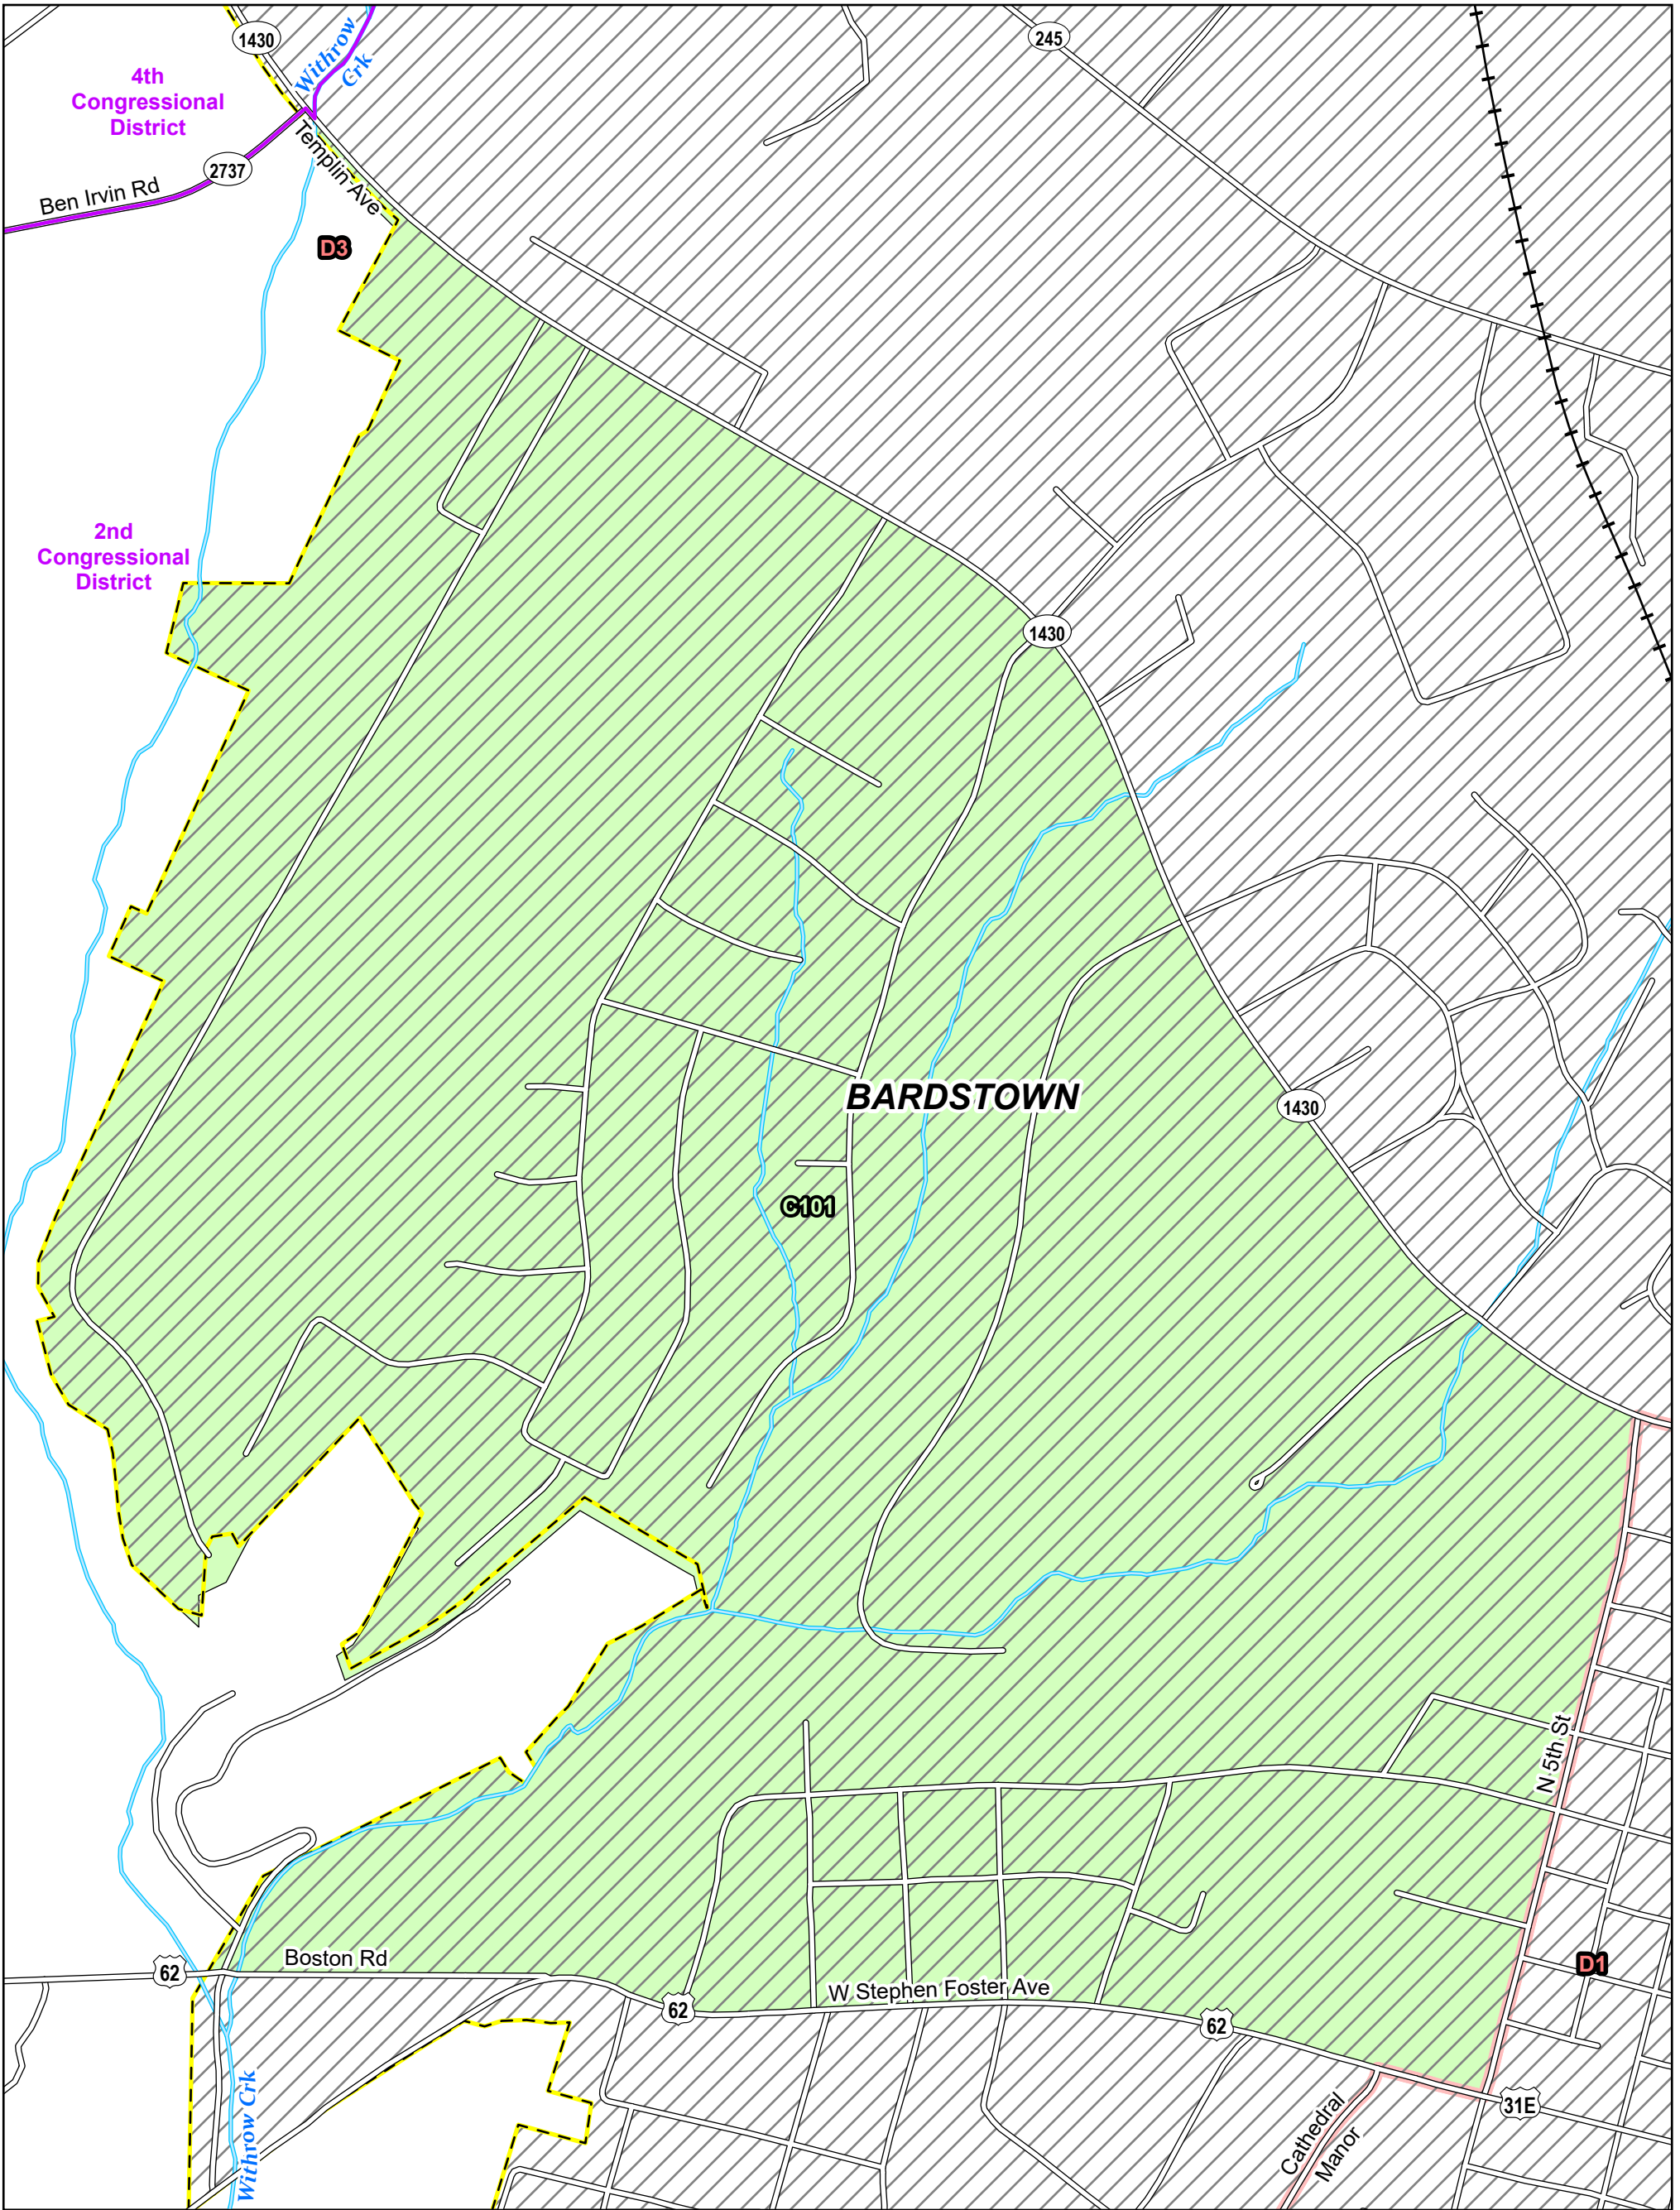 1430
Withrow
Crk
245
4th
Congressional
District
2737
Templin Ave
Ben Irvin Rd
D3
2nd
Congressional
District
1430
BARDSTOWN
1430
C101
N 5th St
62
Boston Rd
W Stephen Foster Ave
62
62
D1
31E
Cathedral
Manor
Withrow Crk